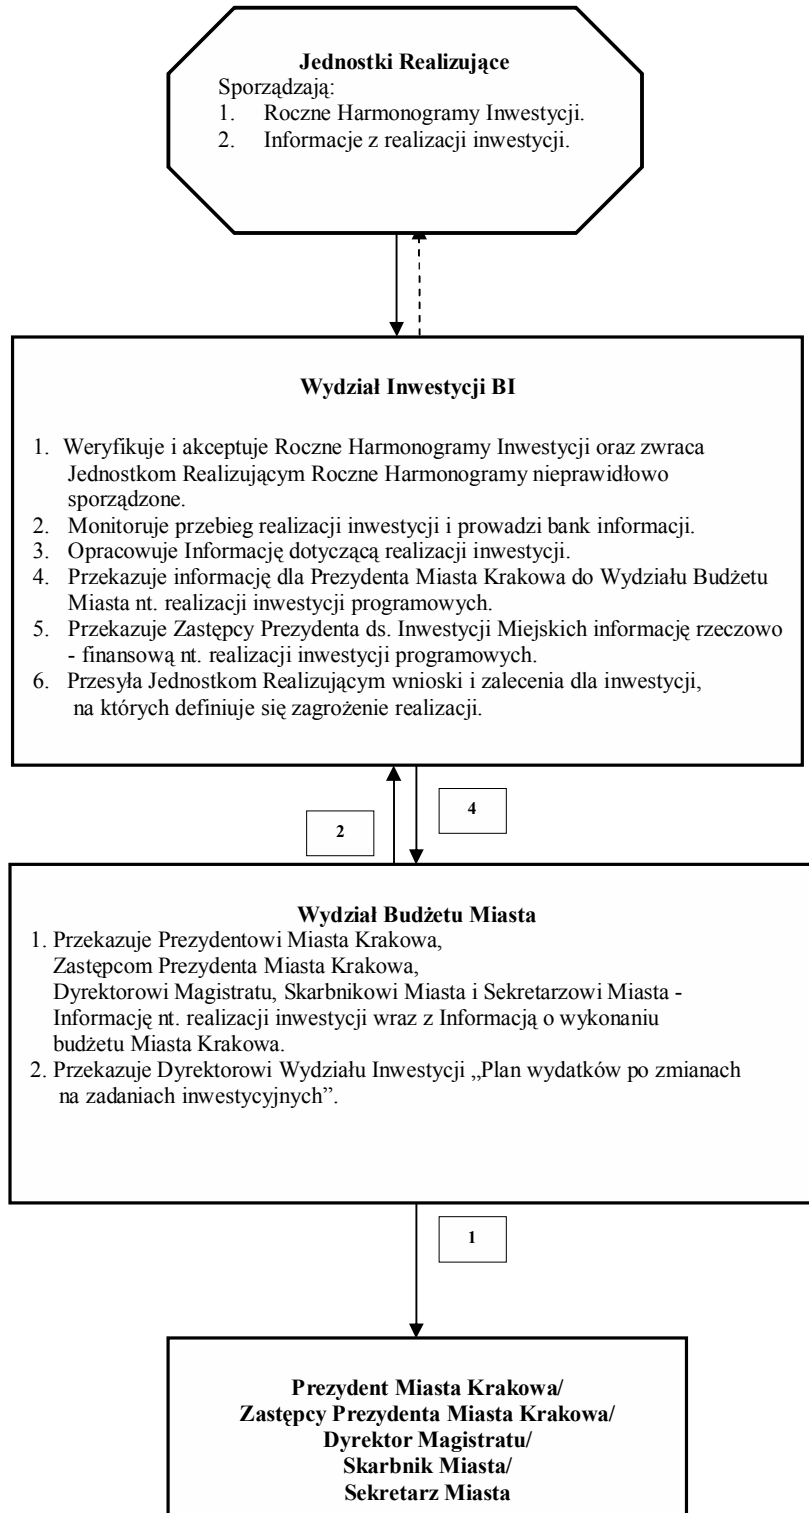 Jednostki Realizujące
Sporządzają:
1. Roczne Harmonogramy Inwestycji.
2. Informacje z realizacji inwestycji.
Wydział Inwestycji BI
1. Weryfikuje i akceptuje Roczne Harmonogramy Inwestycji oraz zwraca
Jednostkom Realizującym Roczne Harmonogramy nieprawidłowo
sporządzone.
2. Monitoruje przebieg realizacji inwestycji i prowadzi bank informacji.
3. Opracowuje Informację dotyczącą realizacji inwestycji.
4. Przekazuje informację dla Prezydenta Miasta Krakowa do Wydziału Budżetu
Miasta nt. realizacji inwestycji programowych.
5. Przekazuje Zastępcy Prezydenta ds. Inwestycji Miejskich informację rzeczowo
- finansową nt. realizacji inwestycji programowych.
6. Przesyła Jednostkom Realizującym wnioski i zalecenia dla inwestycji,
na których definiuje się zagrożenie realizacji.
2
4
Wydział Budżetu Miasta
1. Przekazuje Prezydentowi Miasta Krakowa,
Zastępcom Prezydenta Miasta Krakowa,
Dyrektorowi Magistratu, Skarbnikowi Miasta i Sekretarzowi Miasta -
Informację nt. realizacji inwestycji wraz z Informacją o wykonaniu
budżetu Miasta Krakowa.
2. Przekazuje Dyrektorowi Wydziału Inwestycji „Plan wydatków po zmianach
na zadaniach inwestycyjnych”.
1
Prezydent Miasta Krakowa/
Zastępcy Prezydenta Miasta Krakowa/
Dyrektor Magistratu/
Skarbnik Miasta/
Sekretarz Miasta